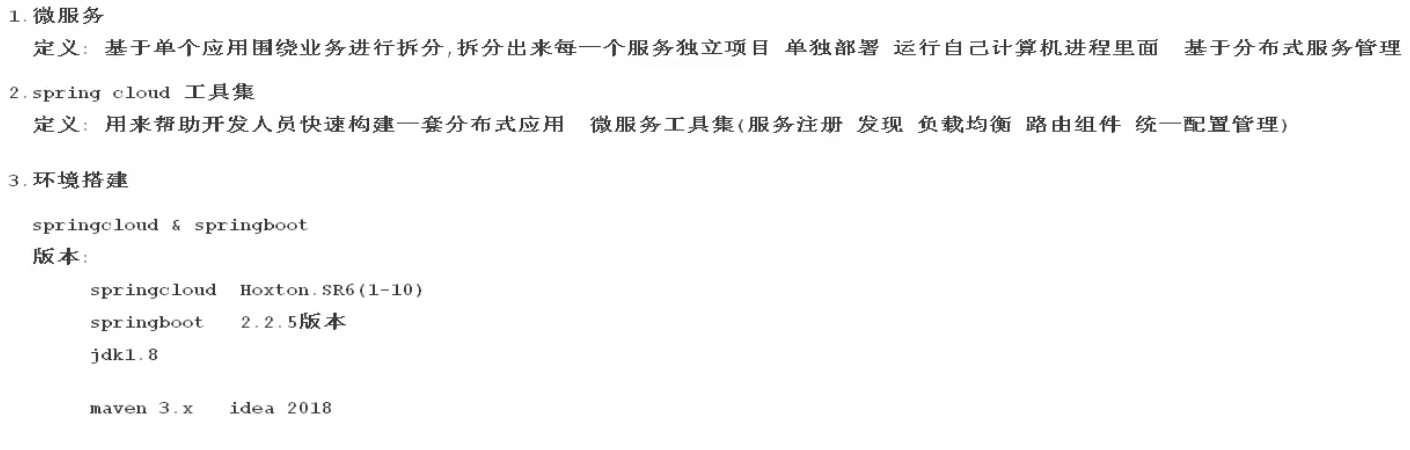 1.微服务
定义: 基于单个应用围绕业务进行拆分,拆分出来每一个服务独立项目 单独部署 运行自己计算机进程里面 基于分布式服务管理
2.spring cloud 工具集
定义: 用来帮助开发人员快速构建一套分布式应用 微服务工具集(服务注册 发现 负载均衡 路由组件 统一配置管理)
3.环境搭建
springcloud & springboot
版本:
springcloud Hoxton.SR6(1-10)
springboot 2.2.5版本
jdk1.8
maven 3.x idea 2018